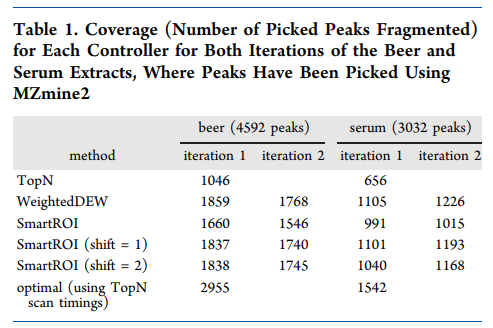 Table 1. Coverage (Number of Picked Peaks Fragmented)
for Each Controller for Both Iterations of the Beer and
Serum Extracts, Where Peaks Have Been Picked Using
MZmine2
beer (4592 peaks) serum (3032 peaks)
method iteration 1 iteration 2 iteration 1 iteration 2
TopN 1046 656
WeightedDEW 1859 1768 1105 1226
SmartROI 1660 1546 991 1015
SmartROI (shift = 1) 1837 1740 1101 1193
SmartROI (shift = 2) 1838 1745 1040 1168
optimal (using TopN 2955 1542
scan timings)